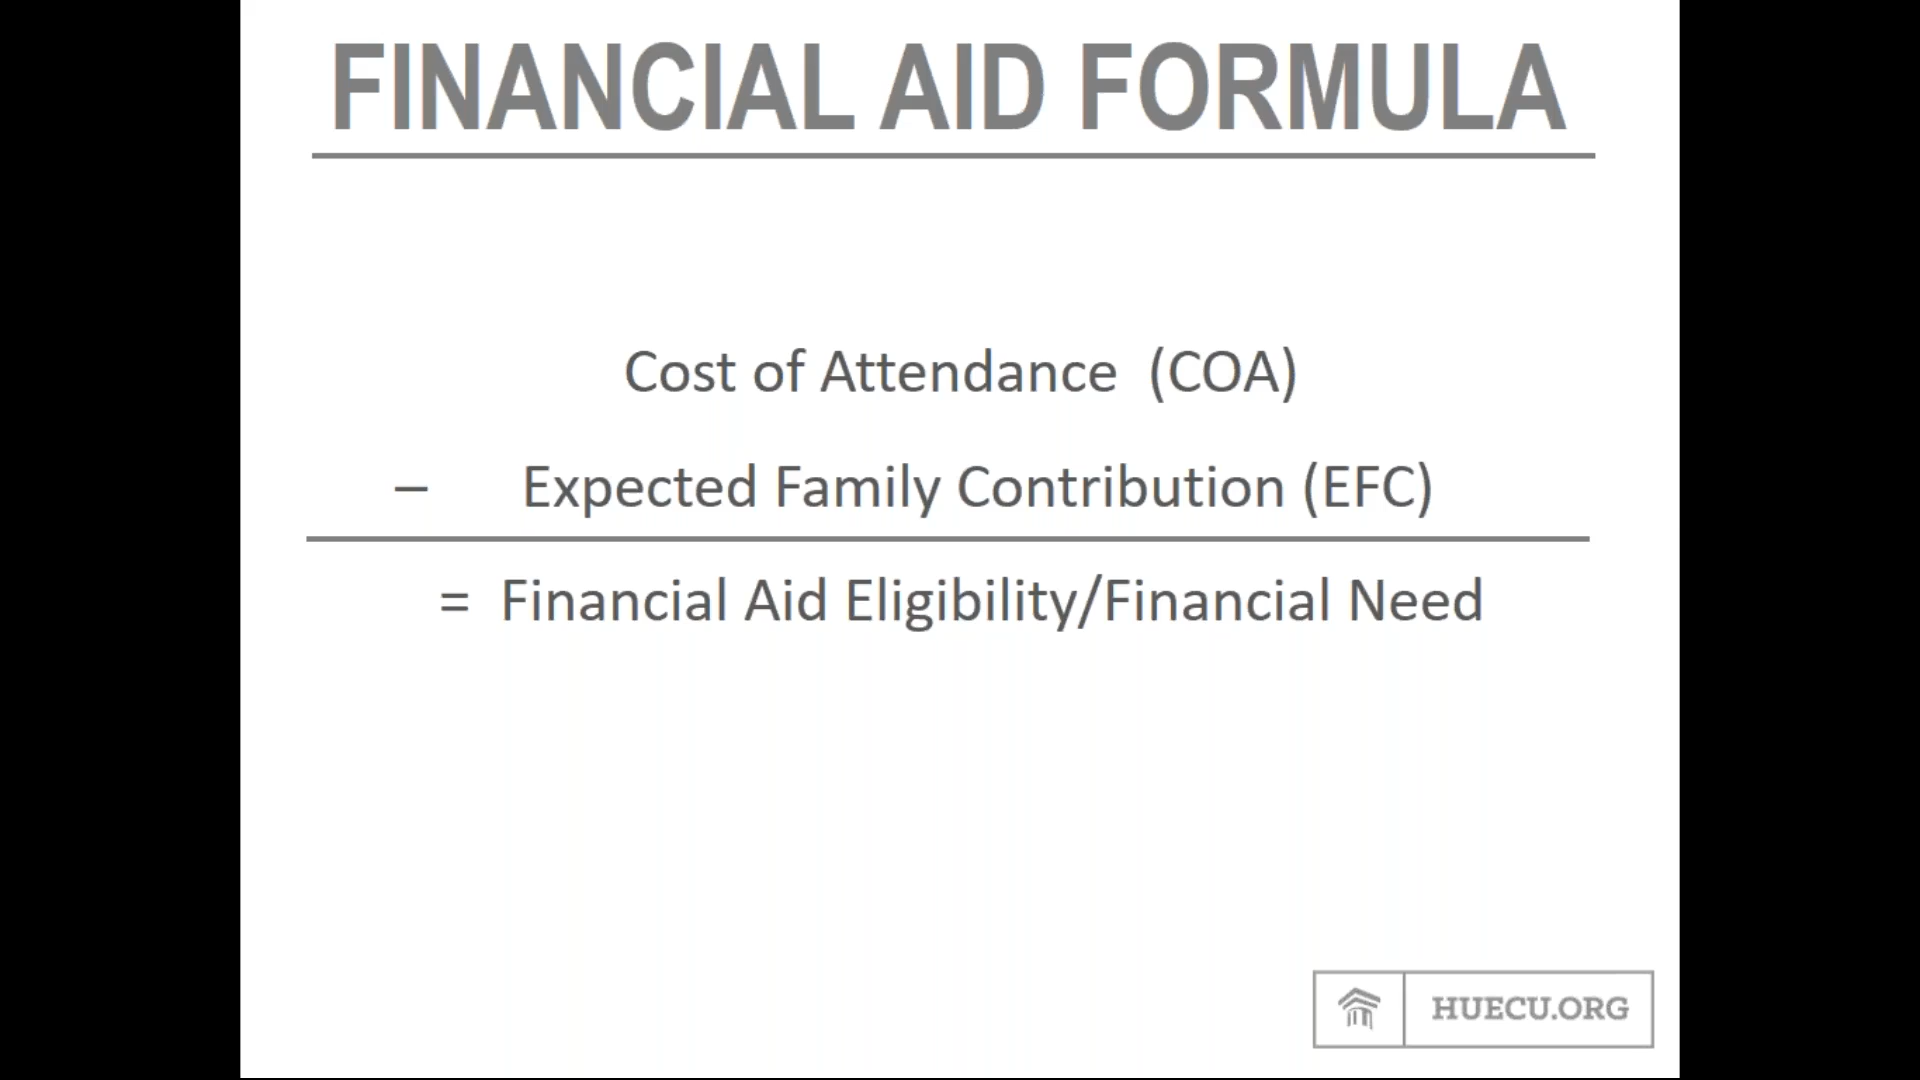 FINANCIAL AID FORMULA
Cost of Attendance  (COA)
–  Expected Family Contribution (EFC)
=  Financial Aid Eligibility/Financial Need
HUECU.ORG